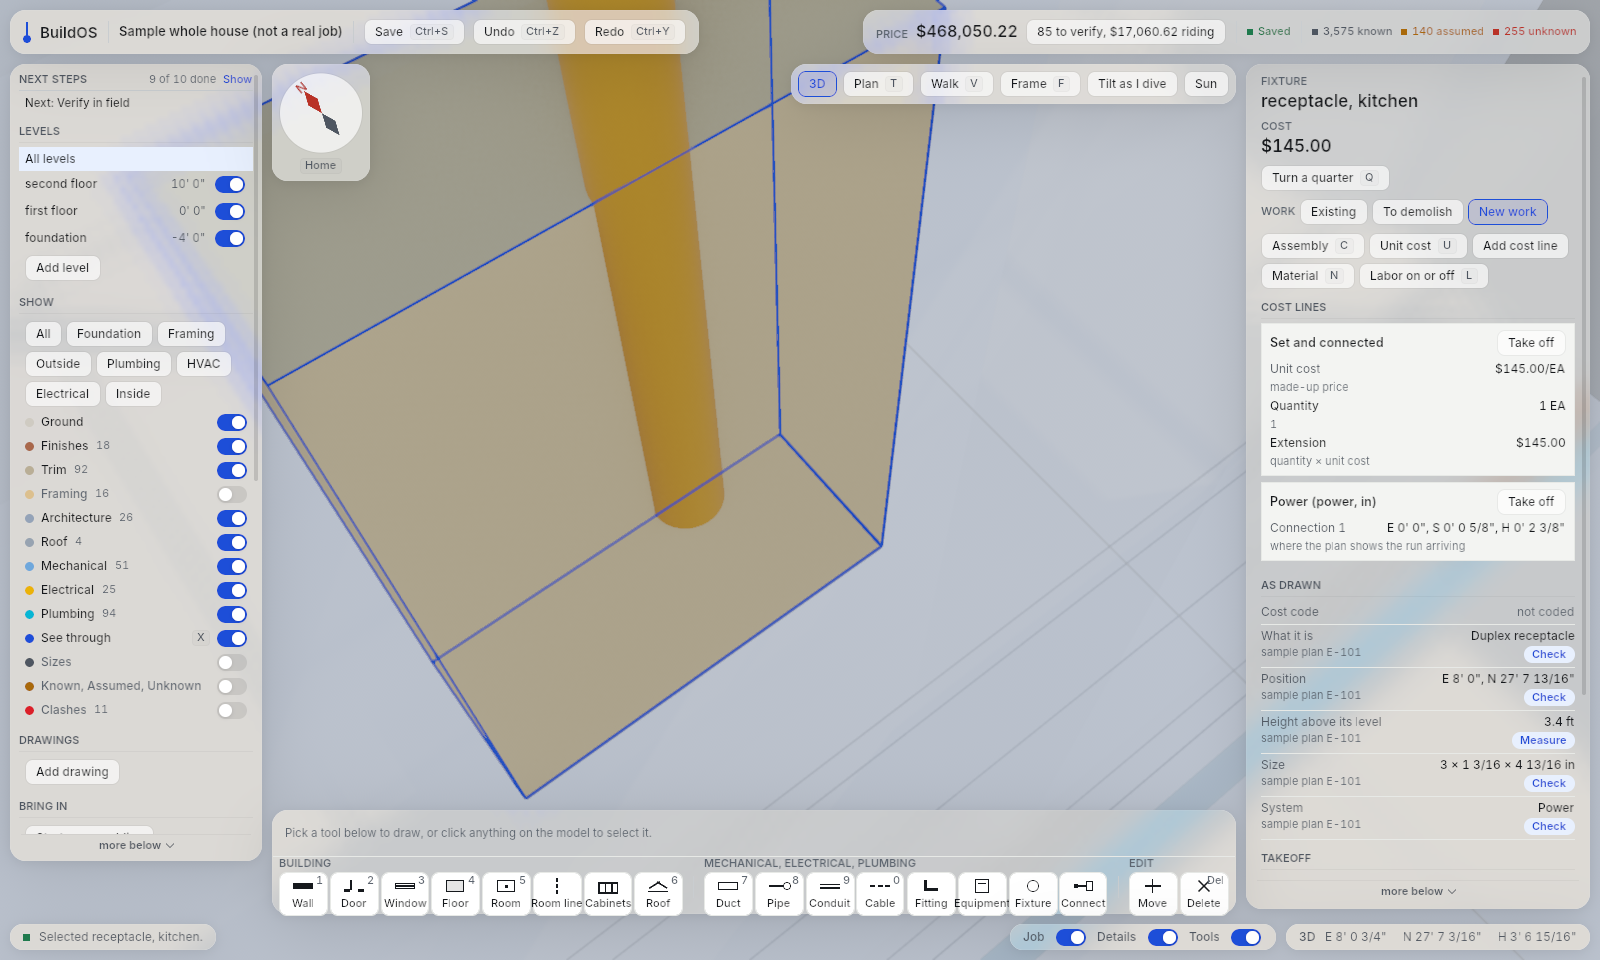 BuildOS
Sample whole house (not a real job)
Save Ctrl+S
Undo Ctrl+Z
Redo Ctrl+Y
PRICE $468,050.22
85 to verify, $17,060.62 riding
Saved
3,575 known
140 assumed
255 unknown
NEXT STEPS 9 of 10 done Show
Next: Verify in field
LEVELS
All levels
second floor 10' 0"
first floor 0' 0"
foundation -4' 0"
Add level
SHOW
All Foundation Framing
Outside Plumbing HVAC
Electrical Inside
Ground
Finishes 18
Trim 92
Framing 16
Architecture 26
Roof 4
Mechanical 51
Electrical 25
Plumbing 94
See through X
Sizes
Known, Assumed, Unknown
Clashes 11
DRAWINGS
Add drawing
BRING IN
more below
N
Home
3D
Plan T
Walk V
Frame F
Tilt as I dive
Sun
FIXTURE
receptacle, kitchen
COST
$145.00
Turn a quarter Q
WORK Existing To demolish New work
Assembly C Unit cost U Add cost line
Material N Labor on or off L
COST LINES
Set and connected Take off
Unit cost $145.00/EA
made-up price
Quantity 1 EA
1
Extension $145.00
quantity × unit cost
Power (power, in) Take off
Connection 1 E 0' 0", S 0' 0 5/8", H 0' 2 3/8"
where the plan shows the run arriving
AS DRAWN
Cost code not coded
What it is Duplex receptacle
sample plan E-101 Check
Position E 8' 0", N 27' 7 13/16"
sample plan E-101 Check
Height above its level 3.4 ft
sample plan E-101 Measure
Size 3 × 1 3/16 × 4 13/16 in
sample plan E-101 Check
System Power
sample plan E-101 Check
TAKEOFF
more below
Pick a tool below to draw, or click anything on the model to select it.
BUILDING
Wall 1
Door 2
Window 3
Floor 4
Room 5
Room line
Cabinets
Roof 6
MECHANICAL, ELECTRICAL, PLUMBING
Duct 7
Pipe 8
Conduit 9
Cable 0
Fitting
Equipment
Fixture
Connect
EDIT
Move
Delete Del
Selected receptacle, kitchen.
Job Details Tools
3D E 8' 0 3/4" N 27' 7 3/16" H 3' 6 15/16"